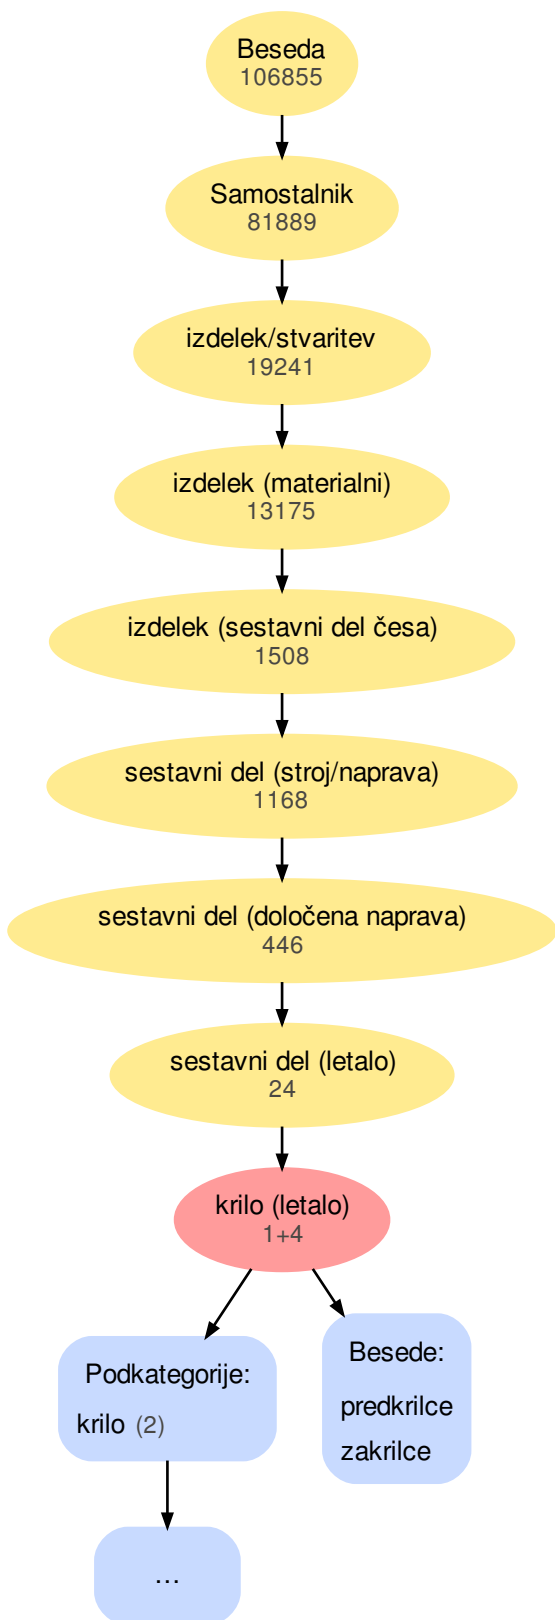 Beseda
106855
Samostalnik
81889
izdelek/stvaritev
19241
izdelek (materialni)
13175
izdelek (sestavni del česa)
1508
sestavni del (stroj/naprava)
1168
sestavni del (določena naprava)
446
sestavni del (letalo)
24
krilo (letalo)
1+4
Podkategorije:
krilo (2)
Besede:
predkrilce
zakrilce
…